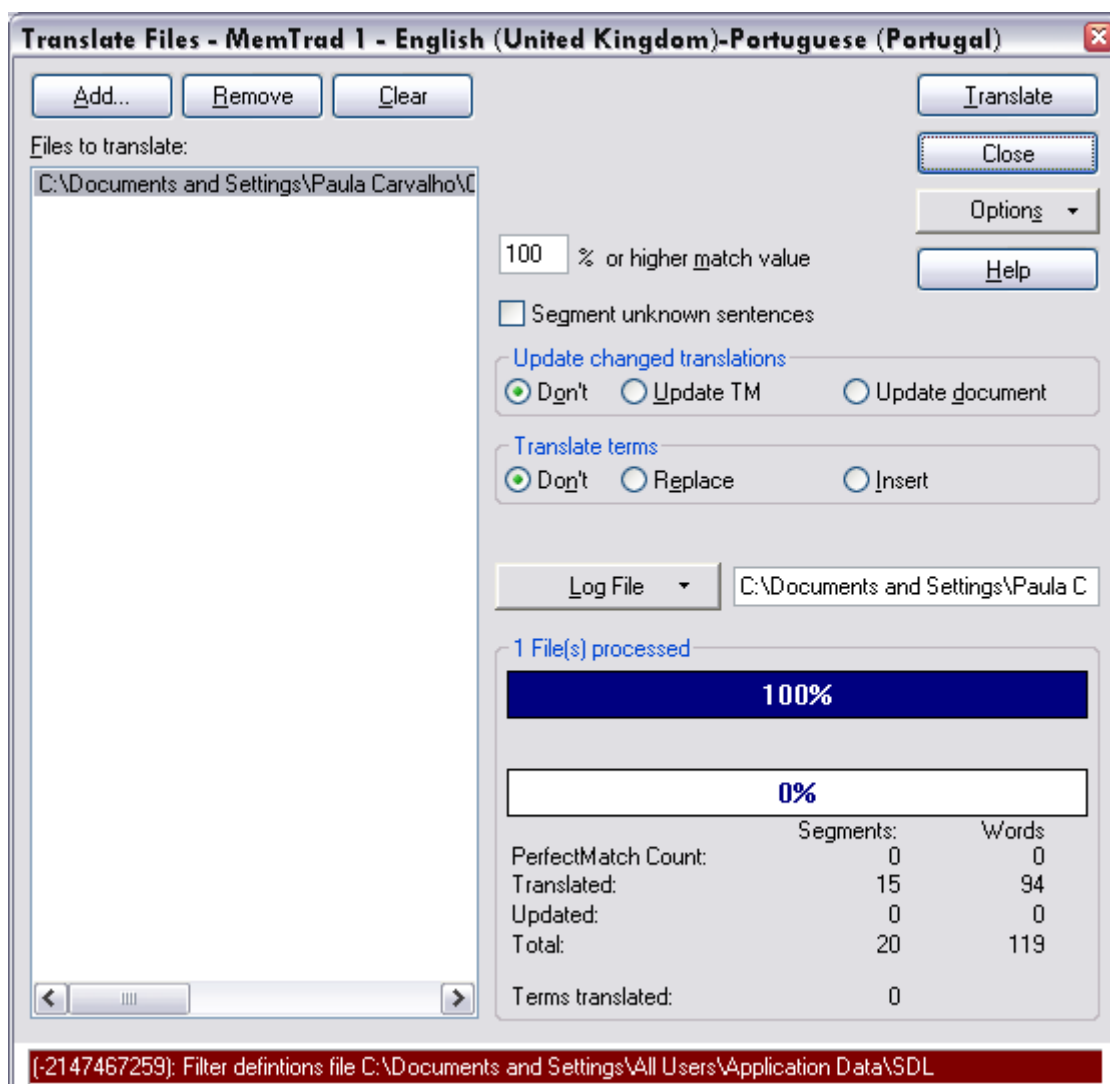 Translate Files - MemTrad 1 - English (United Kingdom)-Portuguese (Portugal)
Add...
Remove
Clear
Translate
Files to translate:
Close
C:\Documents and Settings\Paula Carvalho\C
Options
100 % or higher match value
Help
Segment unknown sentences
Update changed translations
Don't
Update TM
Update document
Translate terms
Don't
Replace
Insert
Log File
C:\Documents and Settings\Paula C
1 File(s) processed
100%
0%
Segments: Words
PerfectMatch Count: 0 0
Translated: 15 94
Updated: 0 0
Total: 20 119
Terms translated: 0
(-2147467259): Filter defintions file C:\Documents and Settings\All Users\Application Data\SDL